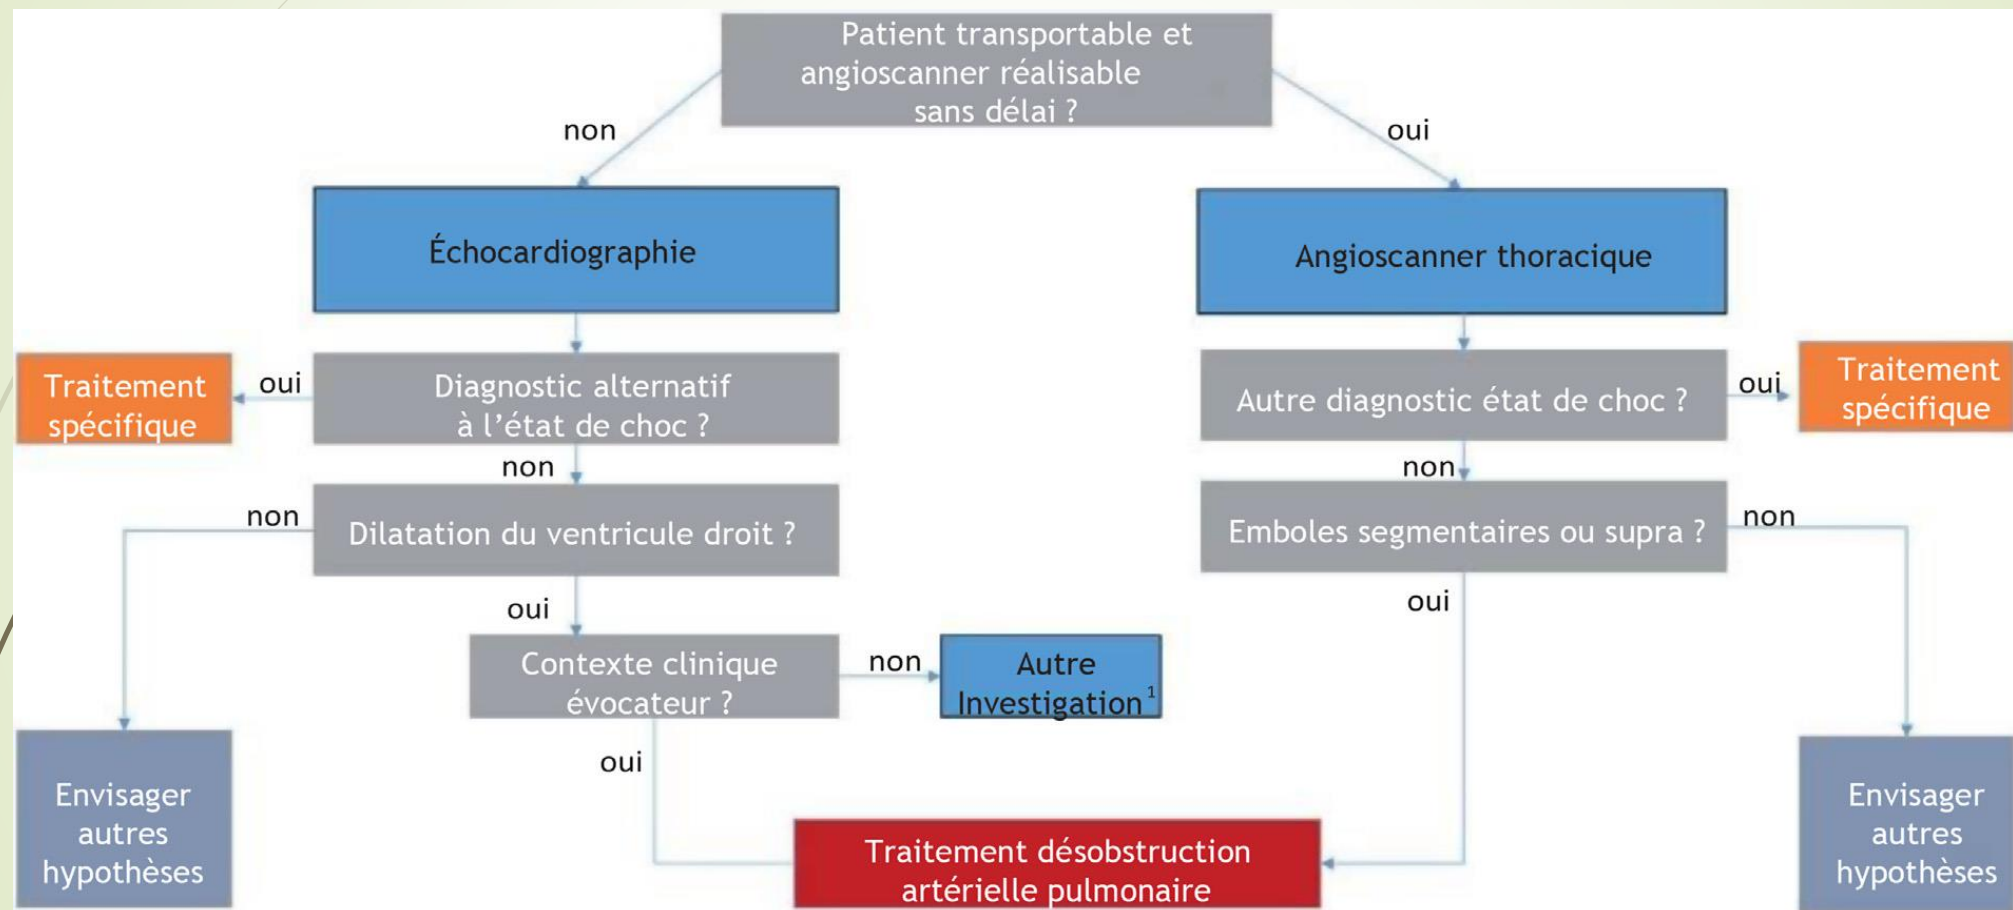 Patient transportable et
angioscanner réalisable
sans délai ?
non
oui
Échocardiographie
Angioscanner thoracique
Traitement
spécifique
oui
Diagnostic alternatif
à l'état de choc ?
Autre diagnostic état de choc ?
oui
Traitement
spécifique
non
non
non
Dilatation du ventricule droit ?
Emboles segmentaires ou supra ?
non
oui
oui
Contexte clinique
évocateur ?
non
Autre
Investigation¹
oui
Envisager
autres
hypothèses
Traitement désobstruction
artérielle pulmonaire
Envisager
autres
hypothèses